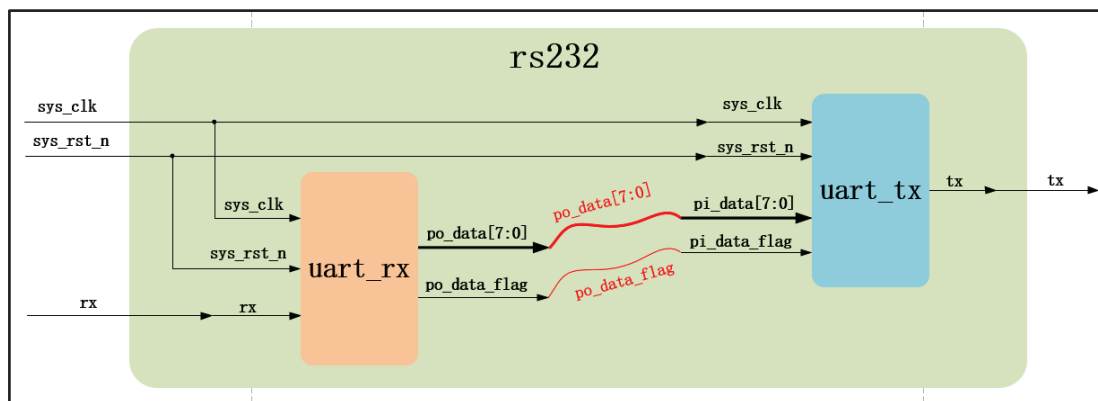 rs232
sys_clk
sys_clk
sys_rst_n
sys_rst_n
uart_tx
tx
tx
sys_clk
po_data[7:0]
po_data[7:0]
pi_data[7:0]
sys_rst_n
uart_rx
pi_data_flag
po_data_flag
po_data_flag
rx
rx